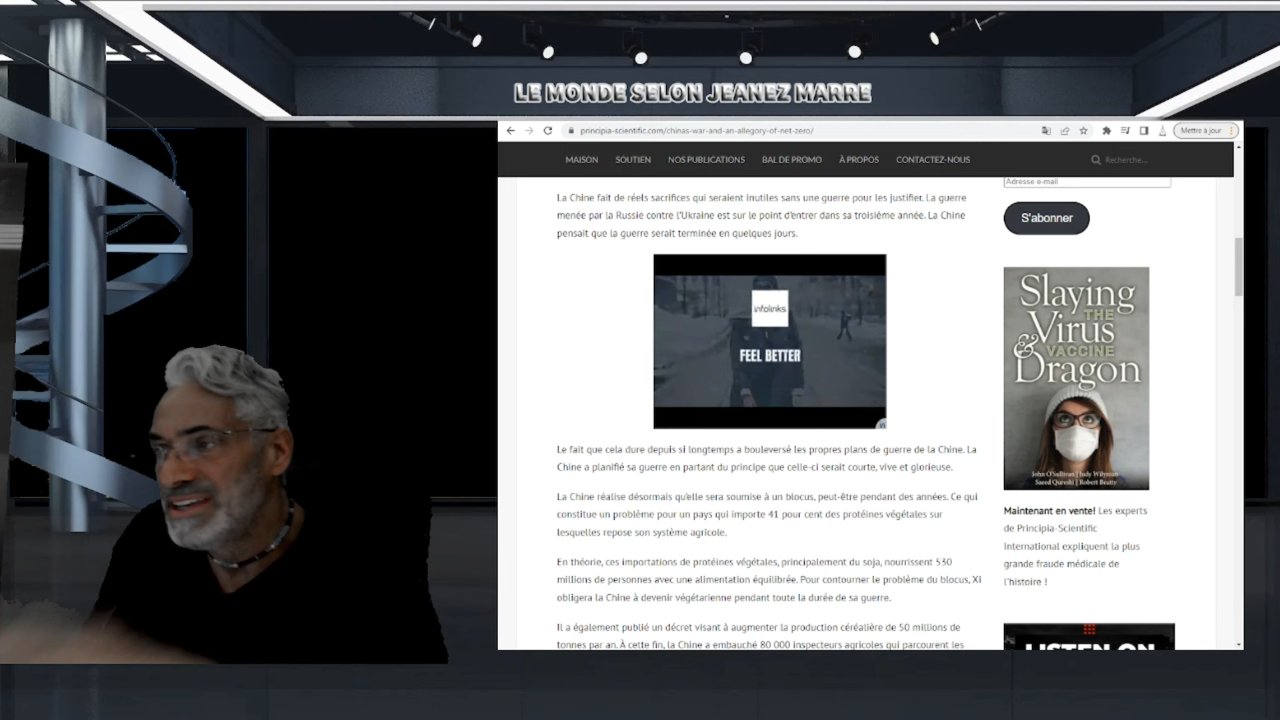 LE MONDE SELON JEANEZ MARRE
principia-scientific.com/chinas-war-and-an-allegory-of-net-zero/
Mettre à jour
MAISON SOUTIEN NOS PUBLICATIONS BAL DE PROMO À PROPOS CONTACTEZ-NOUS
Recherche...
La Chine fait de réels sacrifices qui seraient inutiles sans une guerre pour les justifier. La guerre
menée par la Russie contre l'Ukraine est sur le point d'entrer dans sa troisième année. La Chine
pensait que la guerre serait terminée en quelques jours.
infolinks
FEEL BETTER
Le fait que cela dure depuis si longtemps a bouleversé les propres plans de guerre de la Chine. La
Chine a planifié sa guerre en partant du principe que celle-ci serait courte, vive et glorieuse.
La Chine réalise désormais qu'elle sera soumise à un blocus, peut-être pendant des années. Ce qui
constitue un problème pour un pays qui importe 41 pour cent des protéines végétales sur
lesquelles repose son système agricole.
En théorie, ces importations de protéines végétales, principalement du soja, nourrissent 530
millions de personnes avec une alimentation équilibrée. Pour contourner le problème du blocus, Xi
obligera la Chine à devenir végétarienne pendant toute la durée de sa guerre.
Il a également publié un décret visant à augmenter la production céréalière de 50 millions de
tonnes par an. À cette fin, la Chine a embauché 80 000 inspecteurs agricoles qui parcourent les
Adresse e-mail
S'abonner
Slaying
THE
Virus
& VACCINE
Dragon
John O'Sullivan | Judy Wilyman
Saeed Qureshi | Robert Beatty
Maintenant en vente! Les experts
de Principia-Scientific
International expliquent la plus
grande fraude médicale de
l'histoire !
LISTEN ON